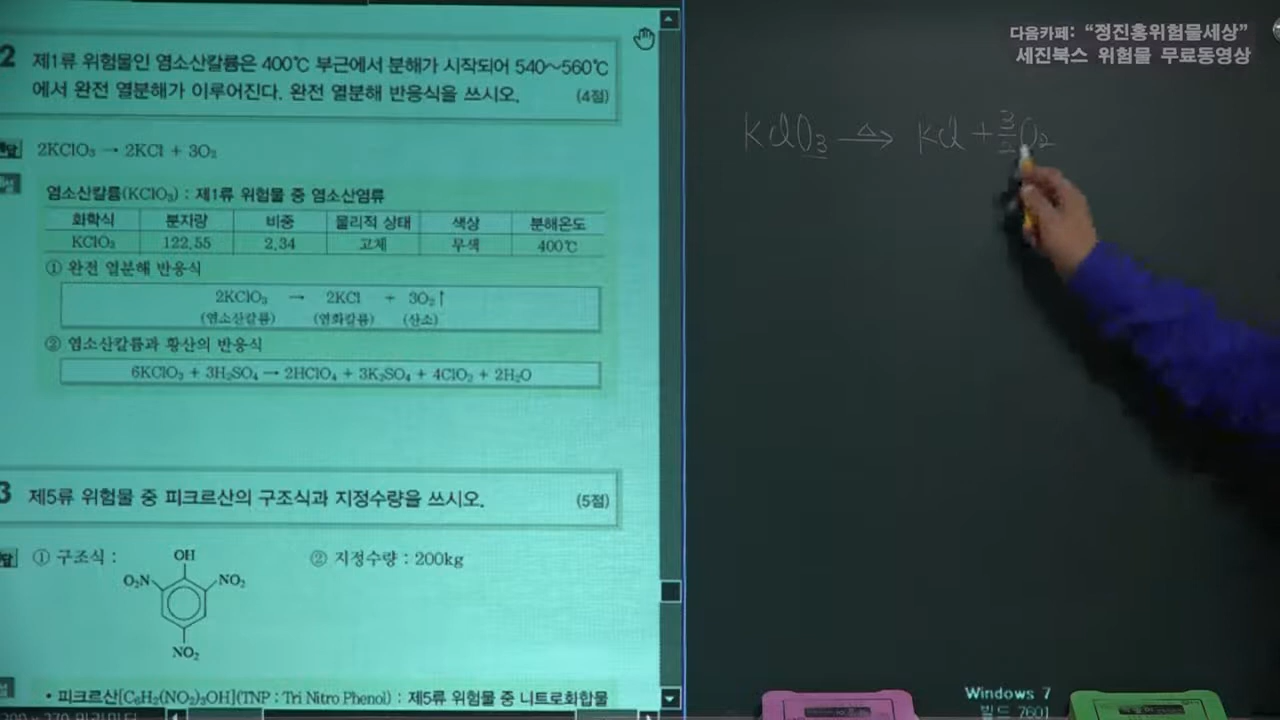 다음카페: "정진홍위험물세상"
세진북스 위험물 무료동영상
2 제1류 위험물인 염소산칼륨은 400℃ 부근에서 분해가 시작되어 540~560℃
에서 완전 열분해가 이루어진다. 완전 열분해 반응식을 쓰시오. (4점)
2KClO₃ → 2KCl + 3O₂
염소산칼륨(KClO₃) : 제1류 위험물 중 염소산염류
화학식 분자량 비중 물리적 상태 색상 분해온도
KClO₃ 122.55 2.34 고체 무색 400℃
① 완전 열분해 반응식
2KClO₃ → 2KCl + 3O₂↑
(염소산칼륨) (염화칼륨) (산소)
② 염소산칼륨과 황산의 반응식
6KClO₃ + 3H₂SO₄ → 2HClO₄ + 3K₂SO₄ + 4ClO₂ + 2H₂O
3 제5류 위험물 중 피크르산의 구조식과 지정수량을 쓰시오. (5점)
① 구조식 : ② 지정수량 : 200kg
OH
O₂N NO₂
NO₂
• 피크르산[C₆H₂(NO₂)₃OH](TNP : Tri Nitro Phenol) : 제5류 위험물 중 니트로화합물
KClO₃ —△→ KCl + 3/2 O₂
Windows 7
빌드 7601